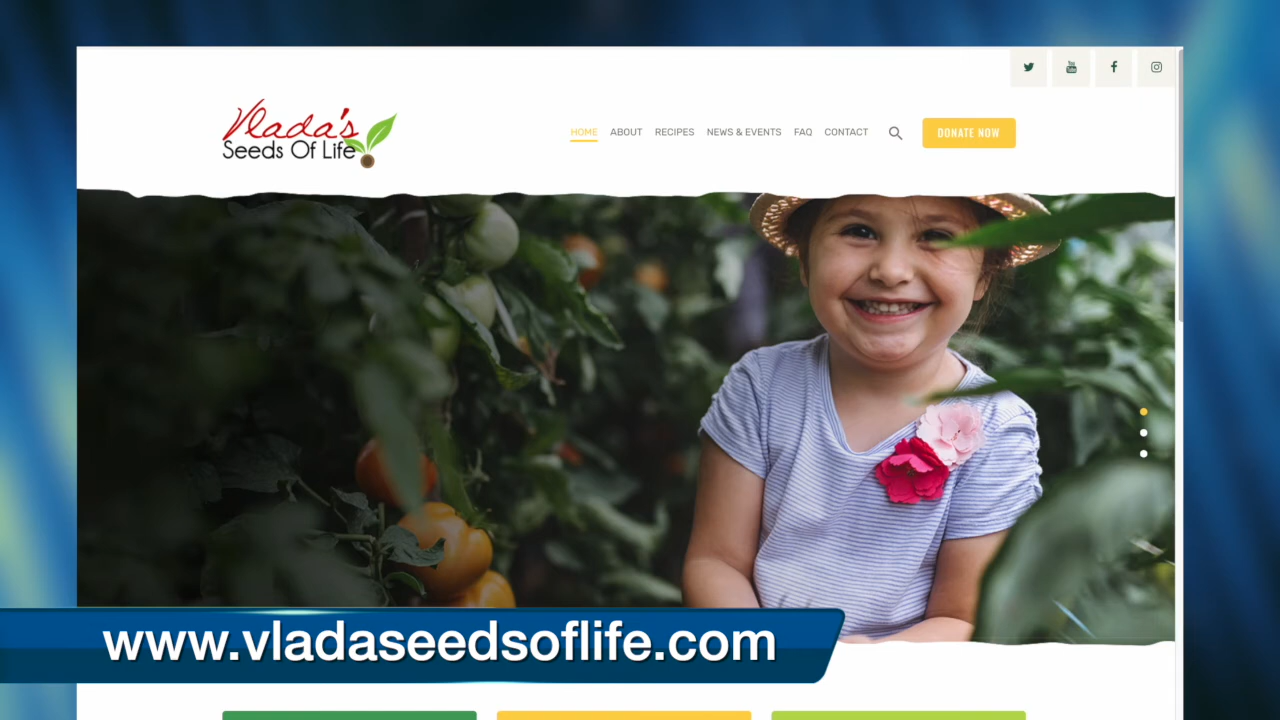 Vlada's
Seeds Of Life
HOME ABOUT RECIPES NEWS & EVENTS FAQ CONTACT DONATE NOW
www.vladaseedsoflife.com